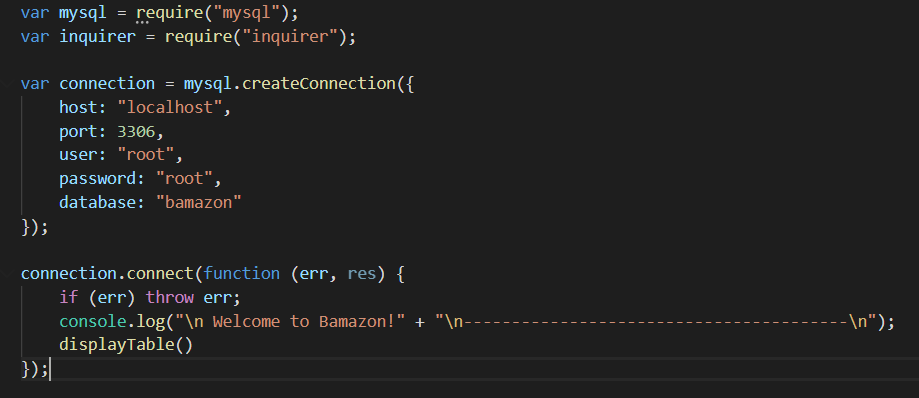 var mysql = require("mysql");
var inquirer = require("inquirer");
var connection = mysql.createConnection({
    host: "localhost",
    port: 3306,
    user: "root",
    password: "root",
    database: "bamazon"
});
connection.connect(function (err, res) {
    if (err) throw err;
    console.log("\n Welcome to Bamazon!" + "\n----------------------------------------\n");
    displayTable()
});